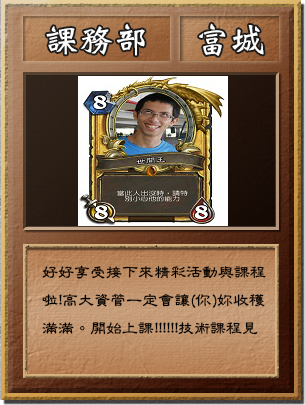 課務部 富城
8
世間王
當此人出沒時，請特
別小心他的能力
8 8
好好享受接下來精彩活動與課程
啦!高大資管一定會讓(你)妳收穫
滿滿。開始上課!!!!!!技術課程見